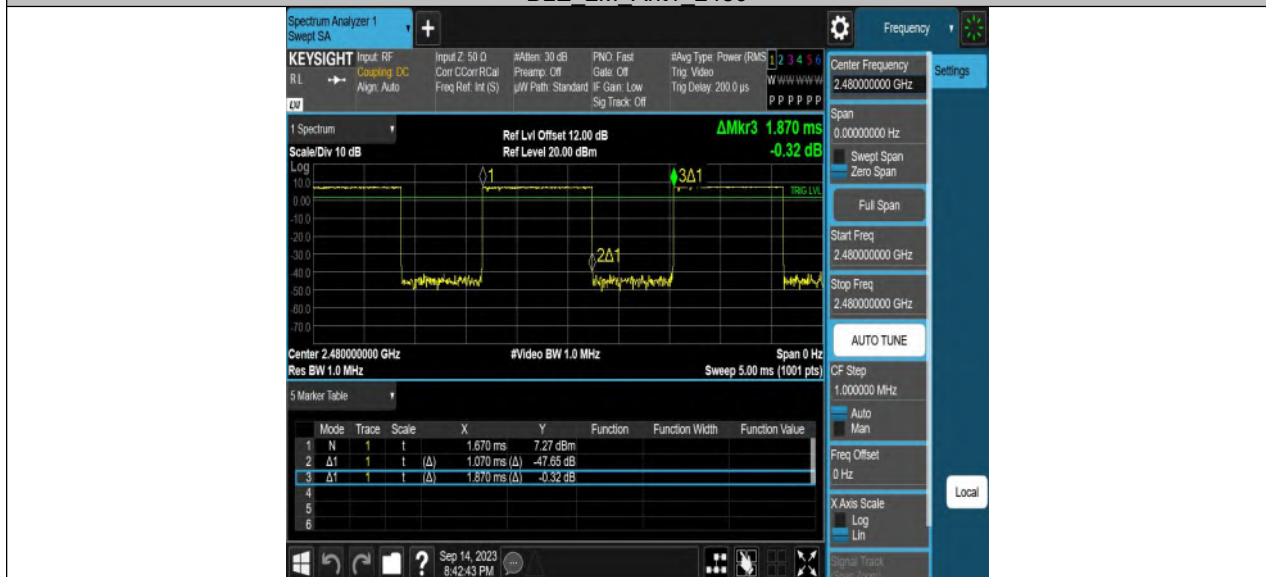 Spectrum Analyzer 1
Swept SA
+
Frequency
KEYSIGHT
Input: RF
Coupling: DC
Align: Auto
RL
LXI
Input Z: 50 Ω
Corr CCorr RCal
Freq Ref: Int (S)
#Atten: 30 dB
Preamp: Off
µW Path: Standard
PNO: Fast
Gate: Off
IF Gain: Low
Sig Track: Off
#Avg Type: Power (RMS
Trig: Video
Trig Delay: 200.0 µs
1 2 3 4 5 6
W W W W W W
P P P P P P
Center Frequency
2.480000000 GHz
Settings
Span
0.00000000 Hz
Swept Span
Zero Span
Full Span
Start Freq
2.480000000 GHz
Stop Freq
2.480000000 GHz
AUTO TUNE
CF Step
1.000000 MHz
Auto
Man
Freq Offset
0 Hz
X Axis Scale
Log
Lin
Signal Track
Local
1 Spectrum
Scale/Div 10 dB
Ref Lvl Offset 12.00 dB
Ref Level 20.00 dBm
ΔMkr3 1.870 ms
-0.32 dB
Log
10.0
0.00
-10.0
-20.0
-30.0
-40.0
-50.0
-60.0
-70.0
1
3Δ1
TRIG LVL
2Δ1
Center 2.480000000 GHz
#Video BW 1.0 MHz
Span 0 Hz
Res BW 1.0 MHz
Sweep 5.00 ms (1001 pts)
5 Marker Table
Mode Trace Scale X Y Function Function Width Function Value
1 N 1 t 1.670 ms 7.27 dBm
2 Δ1 1 t (Δ) 1.070 ms (Δ) -47.65 dB
3 Δ1 1 t (Δ) 1.870 ms (Δ) -0.32 dB
4
5
6
?
Sep 14, 2023
8:42:43 PM